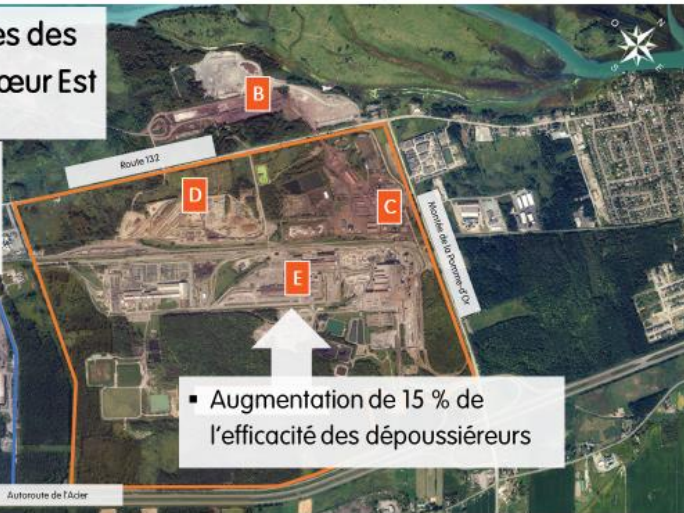 es des
œur Est
B
Route 132
D
C
Montée de la Pomme-d'Or
E
▪ Augmentation de 15 % de
l'efficacité des dépoussiéreurs
Autoroute de l'Acier
N
O
E
S